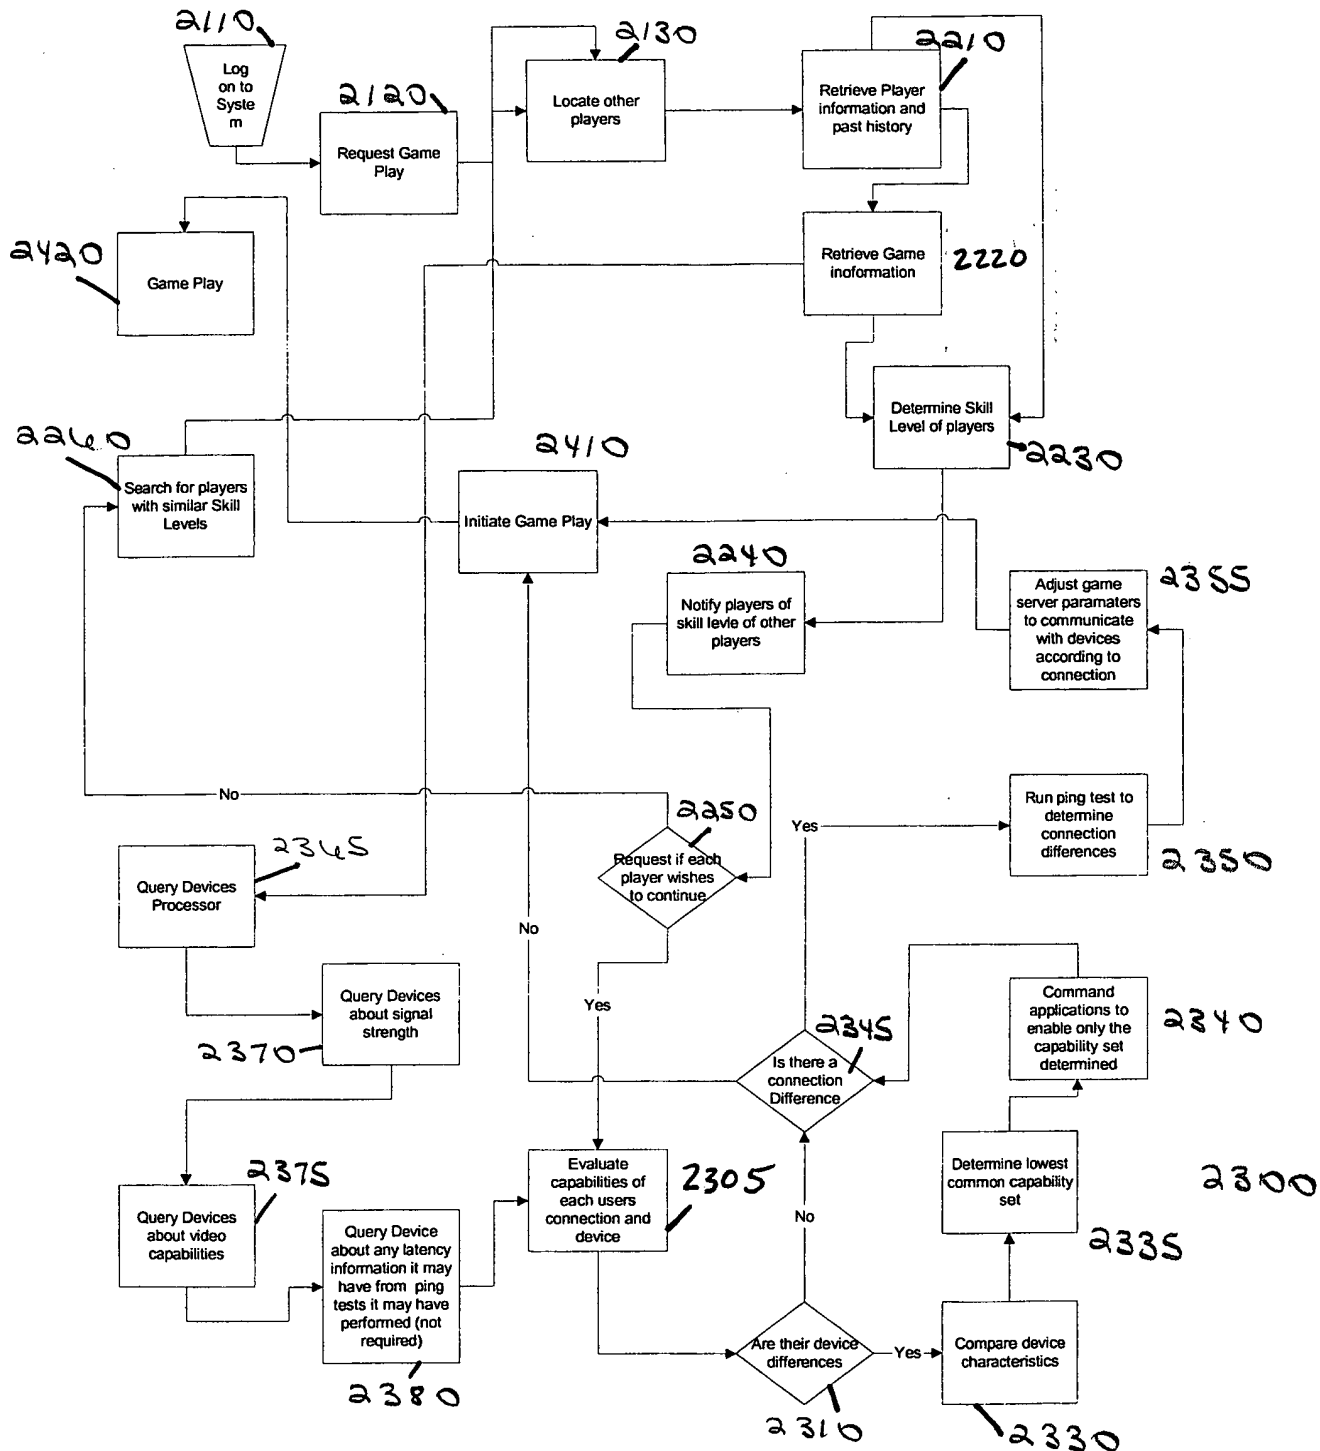 2110
Log
on to
Syste
m
2120
Request Game
Play
2130
Locate other
players
2210
Retrieve Player
information and
past history
2420
Game Play
Retrieve Game
inoformation
2220
Determine Skill
Level of players
2230
2260
Search for players
with similar Skill
Levels
2410
Initiate Game Play
2240
Notify players of
skill levle of other
players
Adjust game
server paramaters
to communicate
with devices
according to
connection
2355
No
2250
Request if each
player wishes
to continue
Yes
Run ping test to
determine
connection
differences
2350
2365
Query Devices
Processor
No
Query Devices
about signal
strength
2370
Yes
2345
Is there a
connection
Difference
Command
applications to
enable only the
capability set
determined
2340
2375
Query Devices
about video
capabilities
Query Device
about any latency
information it may
have from ping
tests it may have
performed (not
required)
2380
Evaluate
capabilities of
each users
connection and
device
2305
No
Determine lowest
common capability
set
2335
2300
Are their device
differences
2310
Yes
Compare device
characteristics
2330